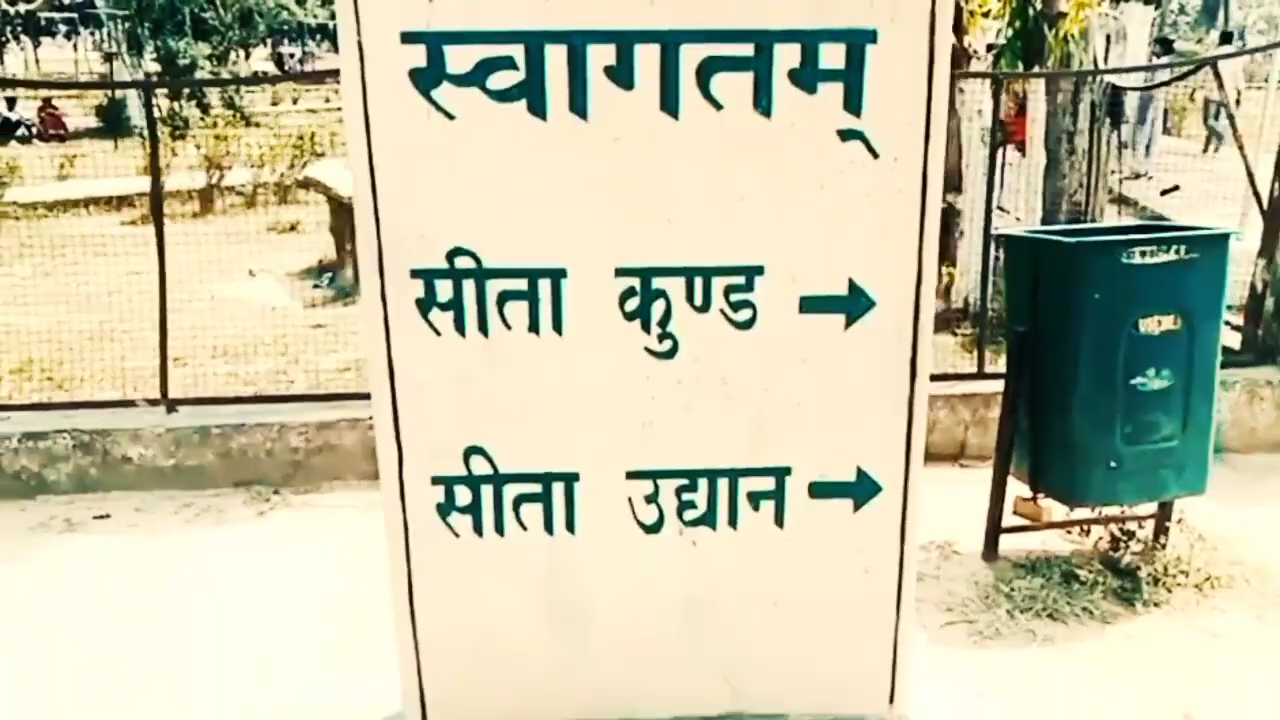 स्वागतम्
सीता कुण्ड →
सीता उद्यान →